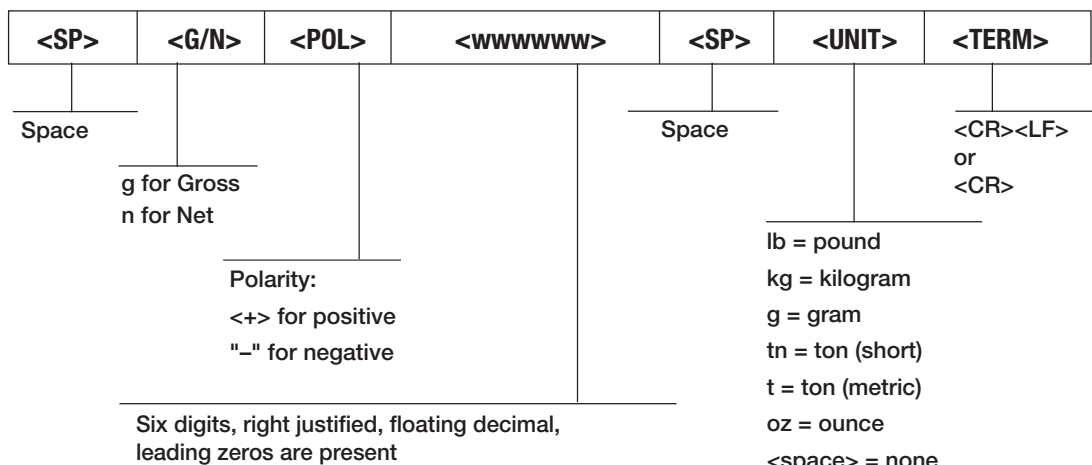 <SP> <G/N> <POL> <wwwwww> <SP> <UNIT> <TERM>
Space
g for Gross
n for Net
Polarity:
<+> for positive
"–" for negative
Six digits, right justified, floating decimal,
leading zeros are present
Space
lb = pound
kg = kilogram
g = gram
tn = ton (short)
t = ton (metric)
oz = ounce
<space> = none
<CR><LF>
or
<CR>